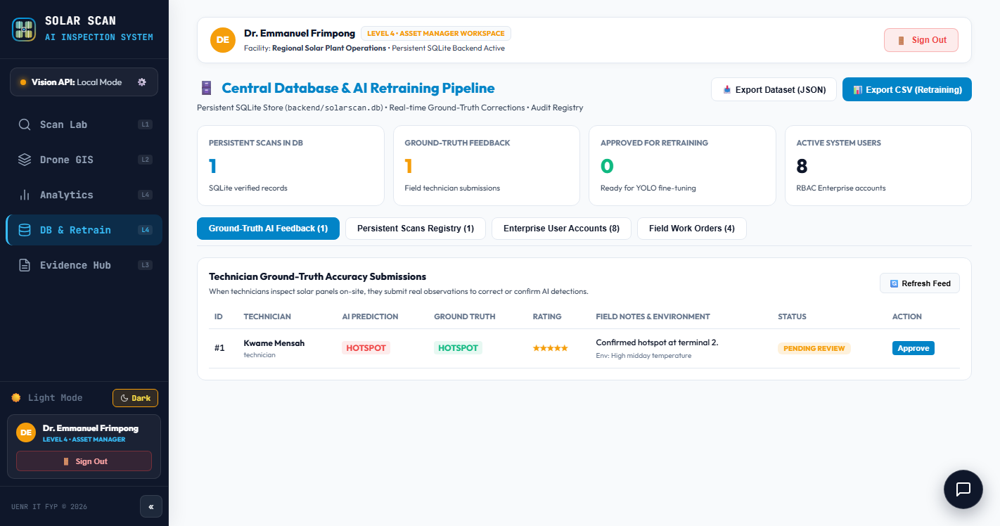 SOLAR SCAN
AI INSPECTION SYSTEM
Vision API: Local Mode
Scan Lab L1
Drone GIS L2
Analytics L4
DB & Retrain L4
Evidence Hub L3
Light Mode
Dark
DE
Dr. Emmanuel Frimpong
LEVEL 4 • ASSET MANAGER
Sign Out
UENR IT FYP © 2026
«
DE
Dr. Emmanuel Frimpong LEVEL 4 • ASSET MANAGER WORKSPACE
Facility: Regional Solar Plant Operations • Persistent SQLite Backend Active
Sign Out
Central Database & AI Retraining Pipeline
Persistent SQLite Store (backend/solarscan.db) • Real-time Ground-Truth Corrections • Audit Registry
Export Dataset (JSON)
Export CSV (Retraining)
PERSISTENT SCANS IN DB
1
SQLite verified records
GROUND-TRUTH FEEDBACK
1
Field technician submissions
APPROVED FOR RETRAINING
0
Ready for YOLO fine-tuning
ACTIVE SYSTEM USERS
8
RBAC Enterprise accounts
Ground-Truth AI Feedback (1)
Persistent Scans Registry (1)
Enterprise User Accounts (8)
Field Work Orders (4)
Technician Ground-Truth Accuracy Submissions
When technicians inspect solar panels on-site, they submit real observations to correct or confirm AI detections.
Refresh Feed
ID TECHNICIAN AI PREDICTION GROUND TRUTH RATING FIELD NOTES & ENVIRONMENT STATUS ACTION
#1 Kwame Mensah HOTSPOT HOTSPOT ★★★★★ Confirmed hotspot at terminal 2. PENDING REVIEW Approve
technician Env: High midday temperature